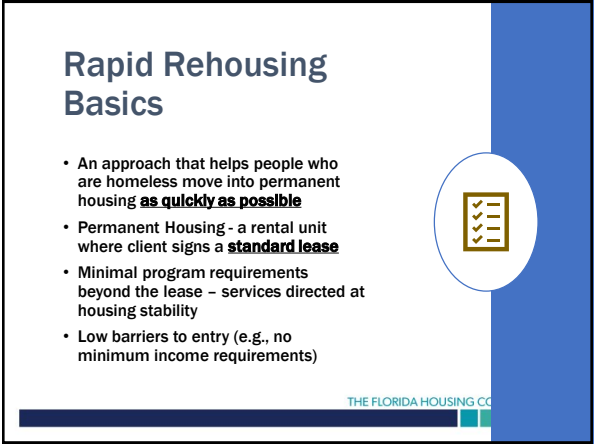 Rapid Rehousing
Basics
• An approach that helps people who
are homeless move into permanent
housing as quickly as possible
• Permanent Housing - a rental unit
where client signs a standard lease
• Minimal program requirements
beyond the lease – services directed at
housing stability
• Low barriers to entry (e.g., no
minimum income requirements)
THE FLORIDA HOUSING CO